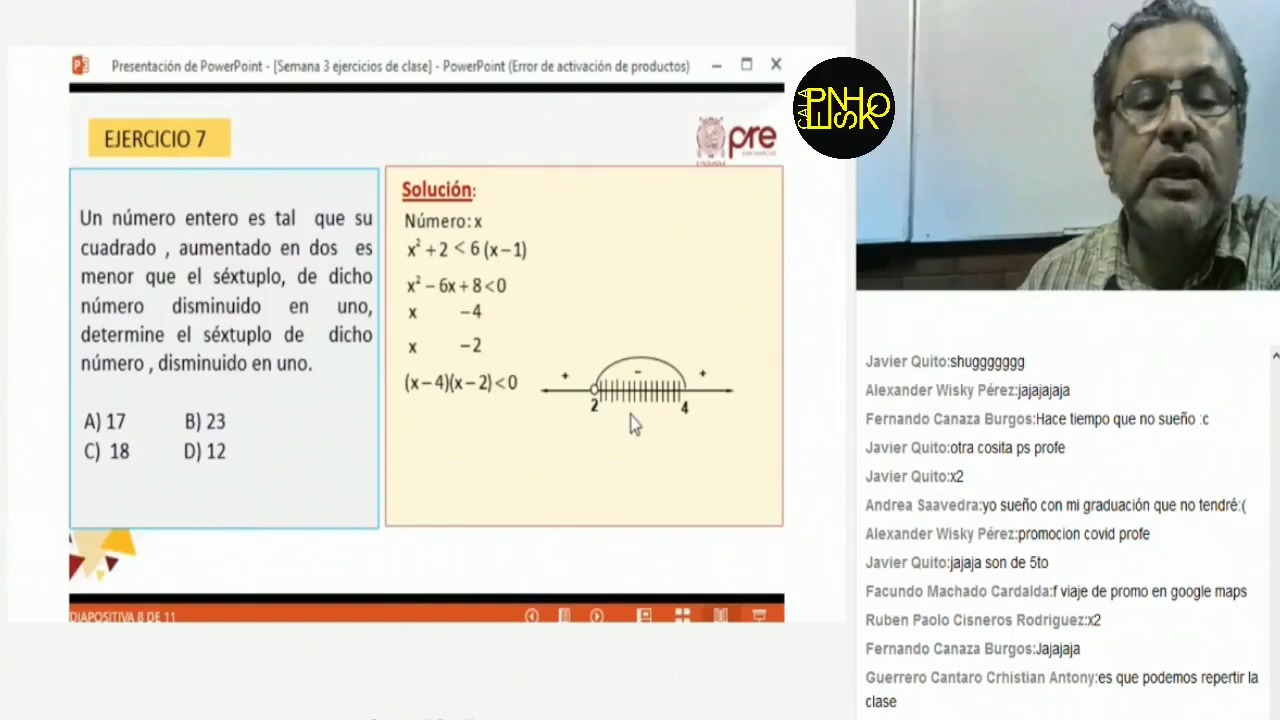 Presentación de PowerPoint - [Semana 3 ejercicios de clase] - PowerPoint (Error de activación de productos)
CALA
PNHO
ESK
EJERCICIO 7
pre
UNMSM
Un número entero es tal que su
cuadrado , aumentado en dos es
menor que el séxtuplo, de dicho
número disminuido en uno,
determine el séxtuplo de dicho
número , disminuido en uno.
A) 17 B) 23
C) 18 D) 12
Solución:
Número: x
x² + 2 < 6 (x − 1)
x² − 6x + 8 < 0
x −4
x −2
(x − 4)(x − 2) < 0
+ − +
2 4
DIAPOSITIVA 8 DE 11
Javier Quito:shuggggggg
Alexander Wisky Pérez:jajajajaja
Fernando Canaza Burgos:Hace tiempo que no sueño :c
Javier Quito:otra cosita ps profe
Javier Quito:x2
Andrea Saavedra:yo sueño con mi graduación que no tendré:(
Alexander Wisky Pérez:promocion covid profe
Javier Quito:jajaja son de 5to
Facundo Machado Cardalda:f viaje de promo en google maps
Ruben Paolo Cisneros Rodriguez:x2
Fernando Canaza Burgos:Jajajaja
Guerrero Cantaro Crhistian Antony:es que podemos repertir la
clase